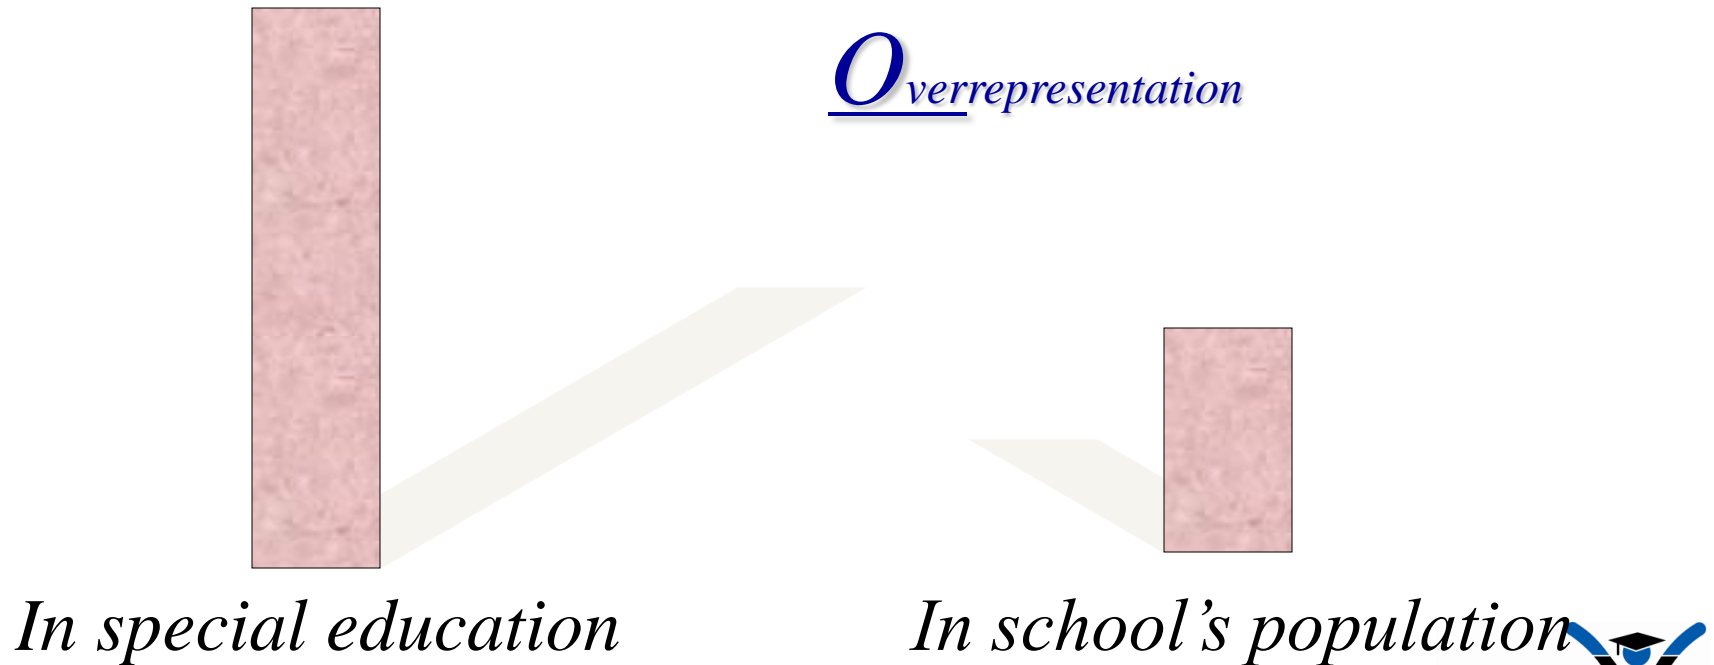 Overrepresentation
In special education
In school’s population